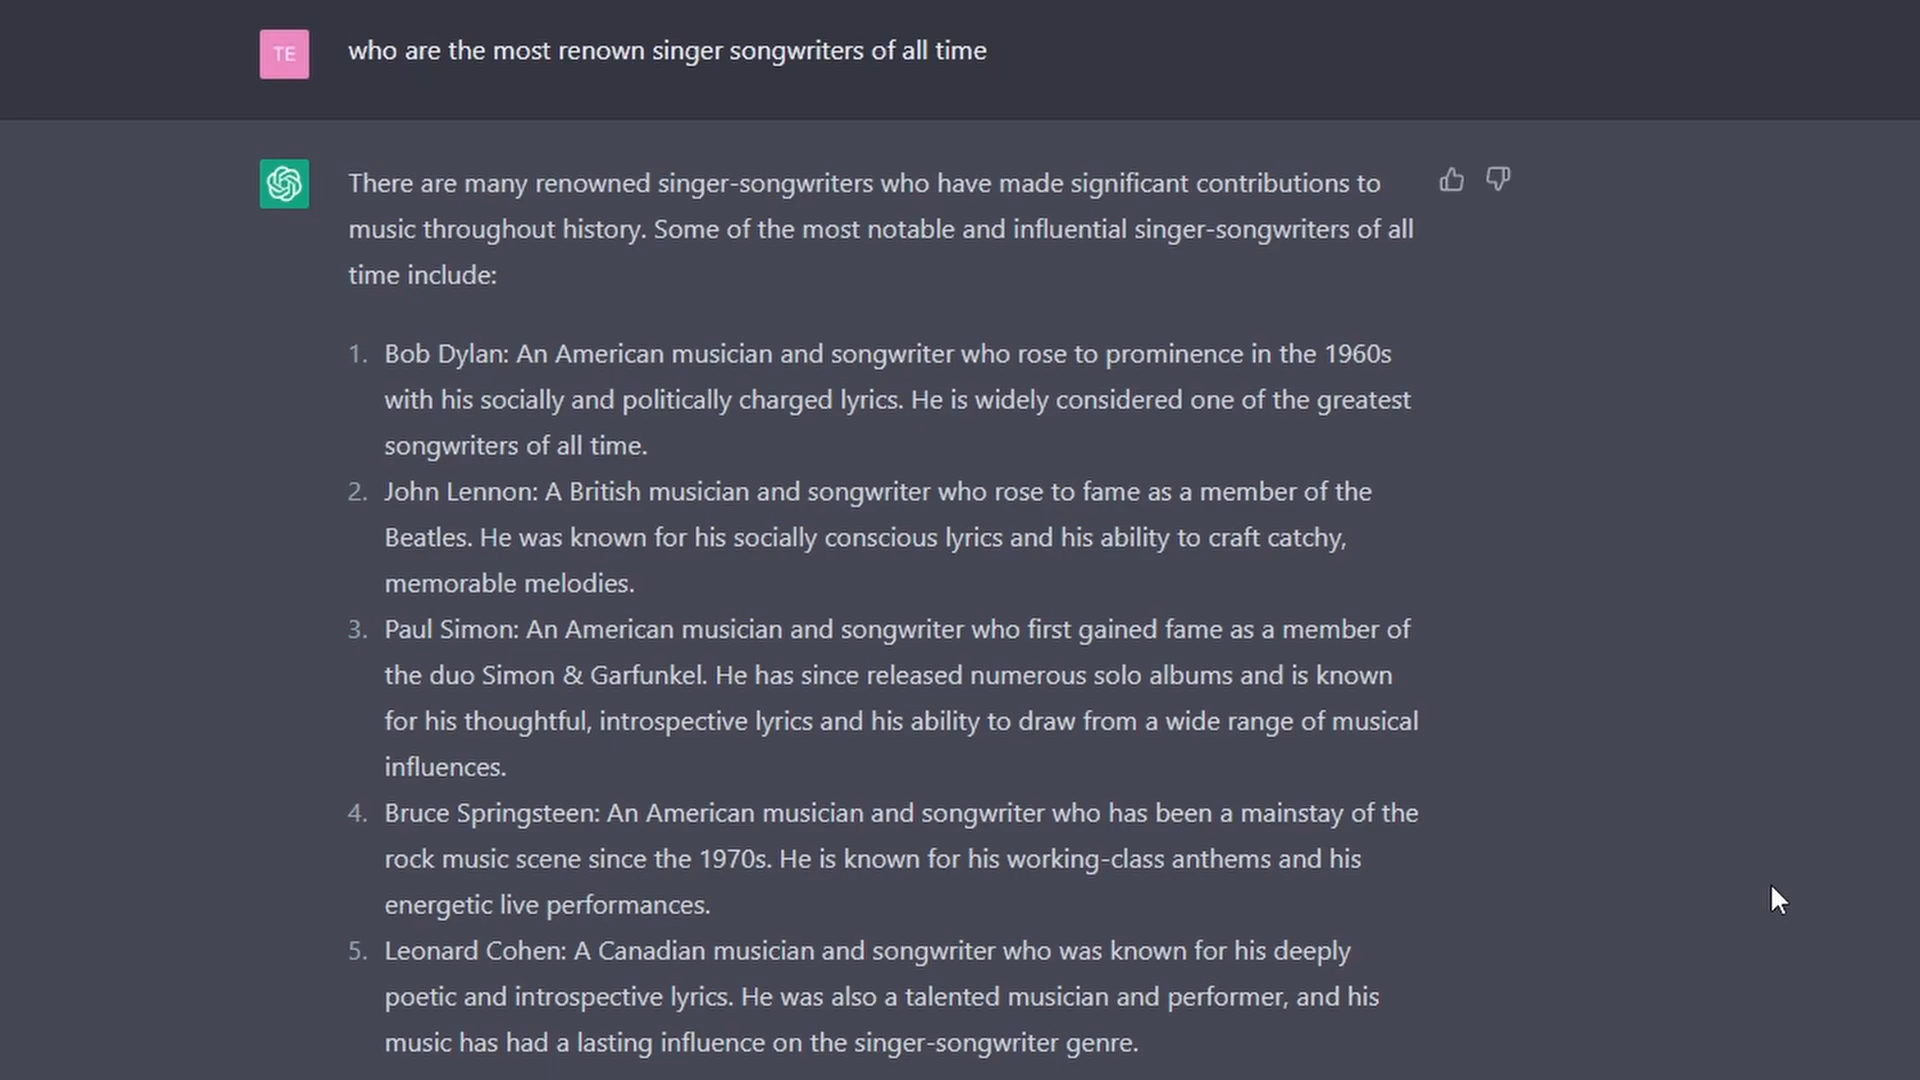 TE
who are the most renown singer songwriters of all time
There are many renowned singer-songwriters who have made significant contributions to
music throughout history. Some of the most notable and influential singer-songwriters of all
time include:
1. Bob Dylan: An American musician and songwriter who rose to prominence in the 1960s
with his socially and politically charged lyrics. He is widely considered one of the greatest
songwriters of all time.
2. John Lennon: A British musician and songwriter who rose to fame as a member of the
Beatles. He was known for his socially conscious lyrics and his ability to craft catchy,
memorable melodies.
3. Paul Simon: An American musician and songwriter who first gained fame as a member of
the duo Simon & Garfunkel. He has since released numerous solo albums and is known
for his thoughtful, introspective lyrics and his ability to draw from a wide range of musical
influences.
4. Bruce Springsteen: An American musician and songwriter who has been a mainstay of the
rock music scene since the 1970s. He is known for his working-class anthems and his
energetic live performances.
5. Leonard Cohen: A Canadian musician and songwriter who was known for his deeply
poetic and introspective lyrics. He was also a talented musician and performer, and his
music has had a lasting influence on the singer-songwriter genre.